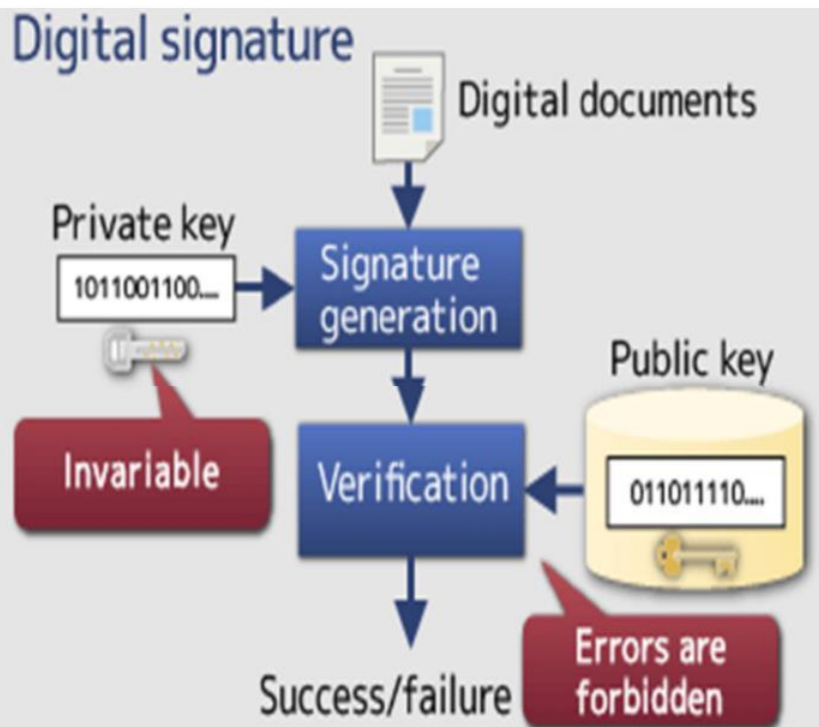 Digital signature
Digital documents
Private key
1011001100....
Signature
generation
Public key
Invariable
Verification
011011110....
Errors are
forbidden
Success/failure